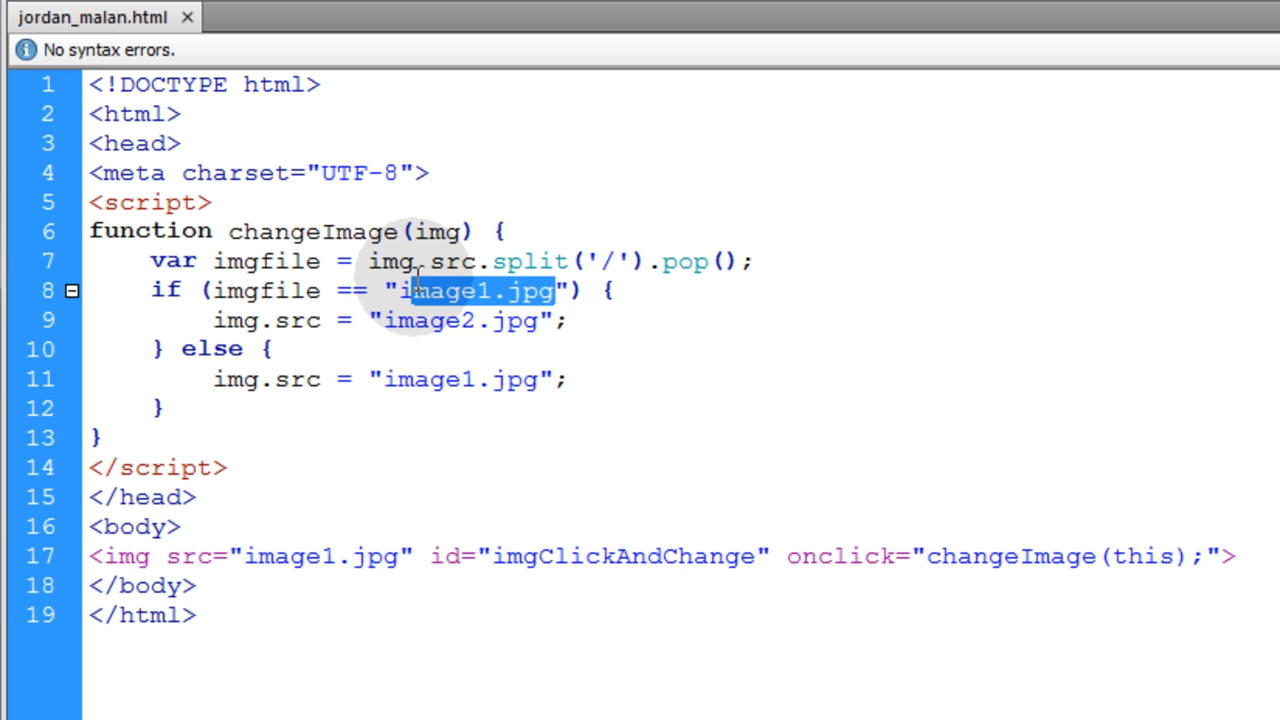 jordan_malan.html
No syntax errors.
1 <!DOCTYPE html>
2 <html>
3 <head>
4 <meta charset="UTF-8">
5 <script>
6 function changeImage(img) {
7     var imgfile = img.src.split('/').pop();
8     if (imgfile == "image1.jpg") {
9         img.src = "image2.jpg";
10     } else {
11         img.src = "image1.jpg";
12     }
13 }
14 </script>
15 </head>
16 <body>
17 <img src="image1.jpg" id="imgClickAndChange" onclick="changeImage(this);">
18 </body>
19 </html>